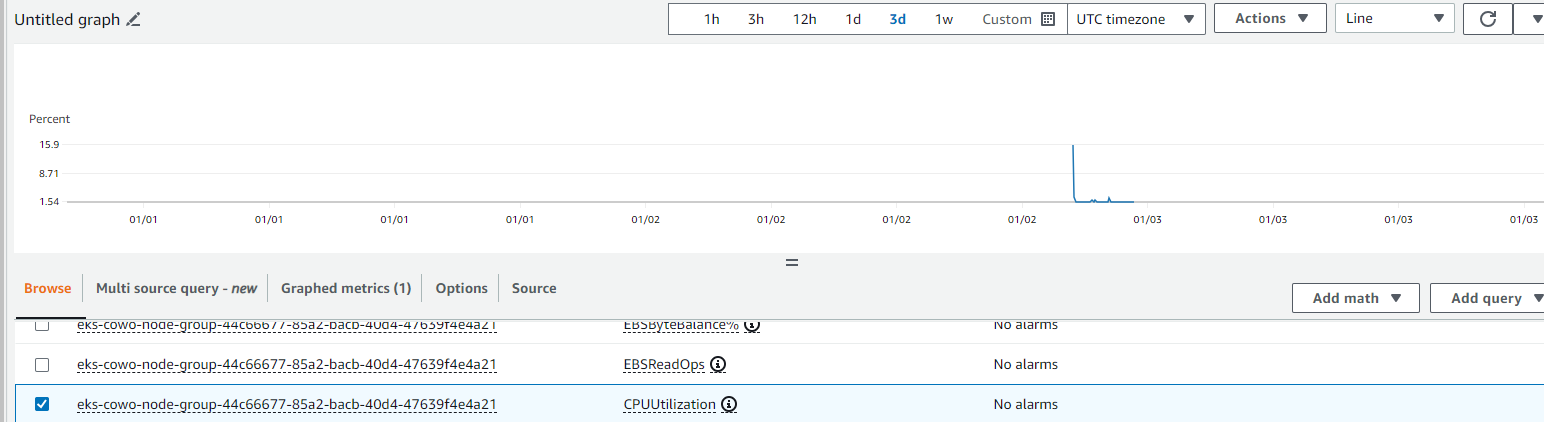 Untitled graph
1h 3h 12h 1d 3d 1w Custom UTC timezone Actions Line
Percent
15.9
8.71
1.54
01/01 01/01 01/01 01/01 01/02 01/02 01/02 01/02 01/03 01/03 01/03 01/03
Browse Multi source query - new Graphed metrics (1) Options Source
Add math Add query
eks-cowo-node-group-44c66677-85a2-bacb-40d4-47639f4e4a21 EBSByteBalance% No alarms
eks-cowo-node-group-44c66677-85a2-bacb-40d4-47639f4e4a21 EBSReadOps No alarms
eks-cowo-node-group-44c66677-85a2-bacb-40d4-47639f4e4a21 CPUUtilization No alarms